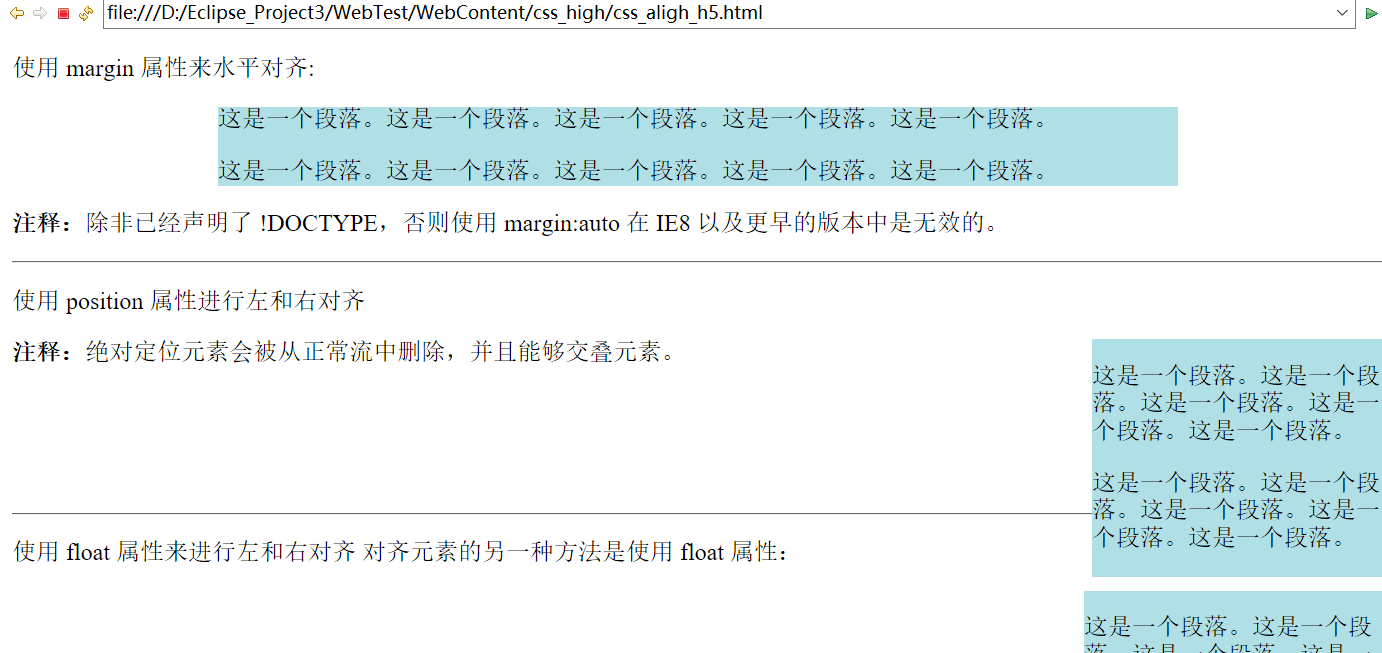 file:///D:/Eclipse_Project3/WebTest/WebContent/css_high/css_aligh_h5.html
使用 margin 属性来水平对齐:
这是一个段落。这是一个段落。这是一个段落。这是一个段落。这是一个段落。
这是一个段落。这是一个段落。这是一个段落。这是一个段落。这是一个段落。
注释：除非已经声明了 !DOCTYPE，否则使用 margin:auto 在 IE8 以及更早的版本中是无效的。
使用 position 属性进行左和右对齐
注释：绝对定位元素会被从正常流中删除，并且能够交叠元素。
这是一个段落。这是一个段
落。这是一个段落。这是一
个段落。这是一个段落。
这是一个段落。这是一个段
落。这是一个段落。这是一
个段落。这是一个段落。
使用 float 属性来进行左和右对齐 对齐元素的另一种方法是使用 float 属性：
这是一个段落。这是一个段
落。这是一个段落。这是一